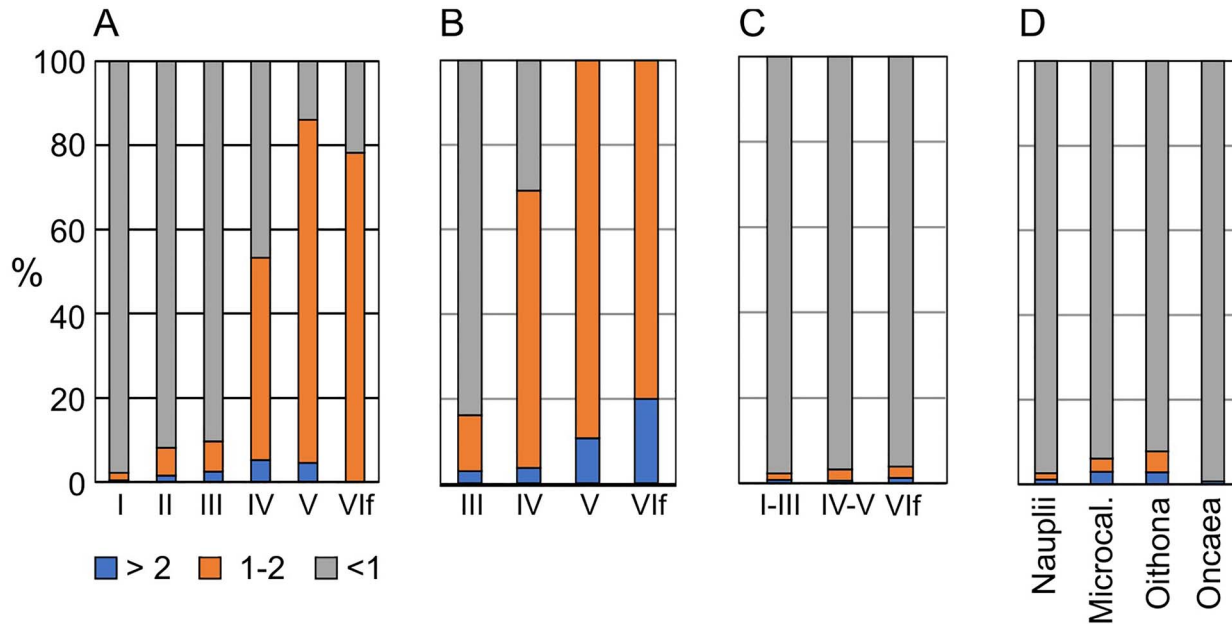 A B C D
100
80
60
%
40
20
0
I II III IV V VIf
III IV V VIf
I-III IV-V VIf
Nauplii
Microcal.
Oithona
Oncaea
> 2 1-2 <1